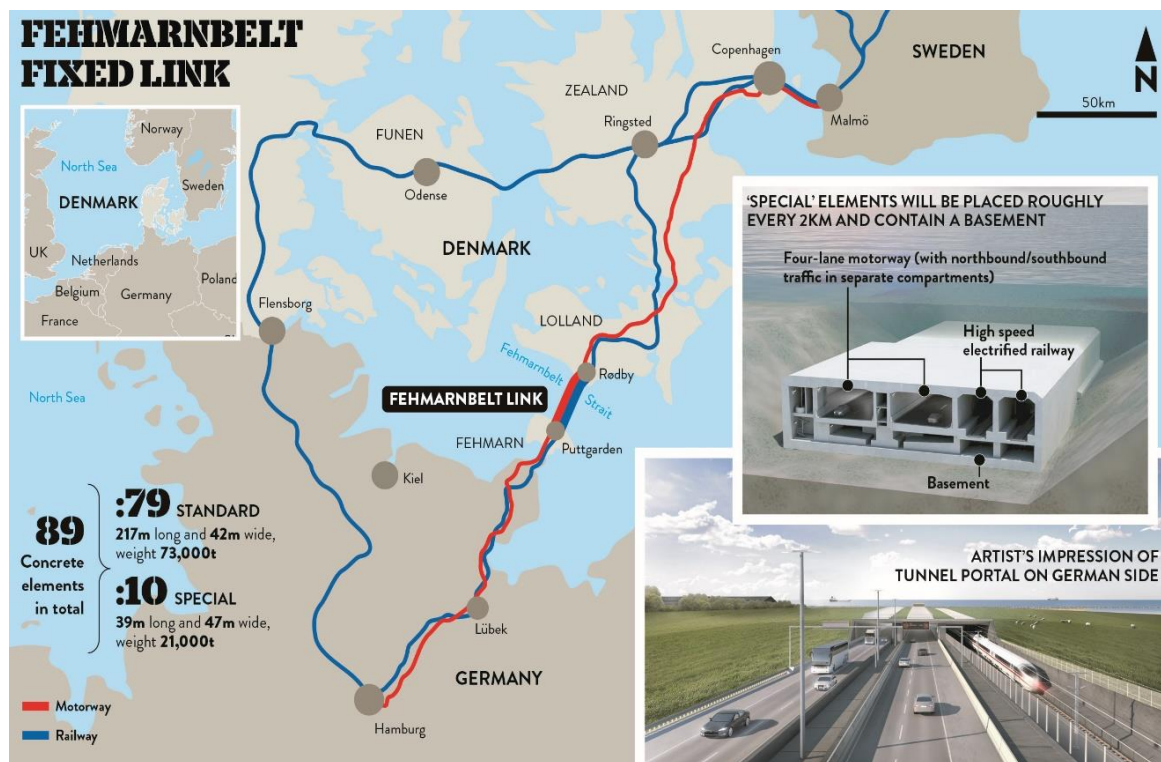 FEHMARNBELT
FIXED LINK
Norway
North Sea
Sweden
DENMARK
UK
Netherlands
Poland
Belgium
Germany
France
SWEDEN
N
50km
Copenhagen
Malmö
ZEALAND
Ringsted
FUNEN
Odense
DENMARK
Flensborg
LOLLAND
Fehmarnbelt
Rødby
Strait
FEHMARNBELT LINK
FEHMARN
Puttgarden
North Sea
Kiel
Lübek
GERMANY
Hamburg
89
Concrete
elements
in total
:79 STANDARD
217m long and 42m wide,
weight 73,000t
:10 SPECIAL
39m long and 47m wide,
weight 21,000t
Motorway
Railway
‘SPECIAL’ ELEMENTS WILL BE PLACED ROUGHLY
EVERY 2KM AND CONTAIN A BASEMENT
Four-lane motorway (with northbound/southbound
traffic in separate compartments)
High speed
electrified railway
Basement
ARTIST’S IMPRESSION OF
TUNNEL PORTAL ON GERMAN SIDE